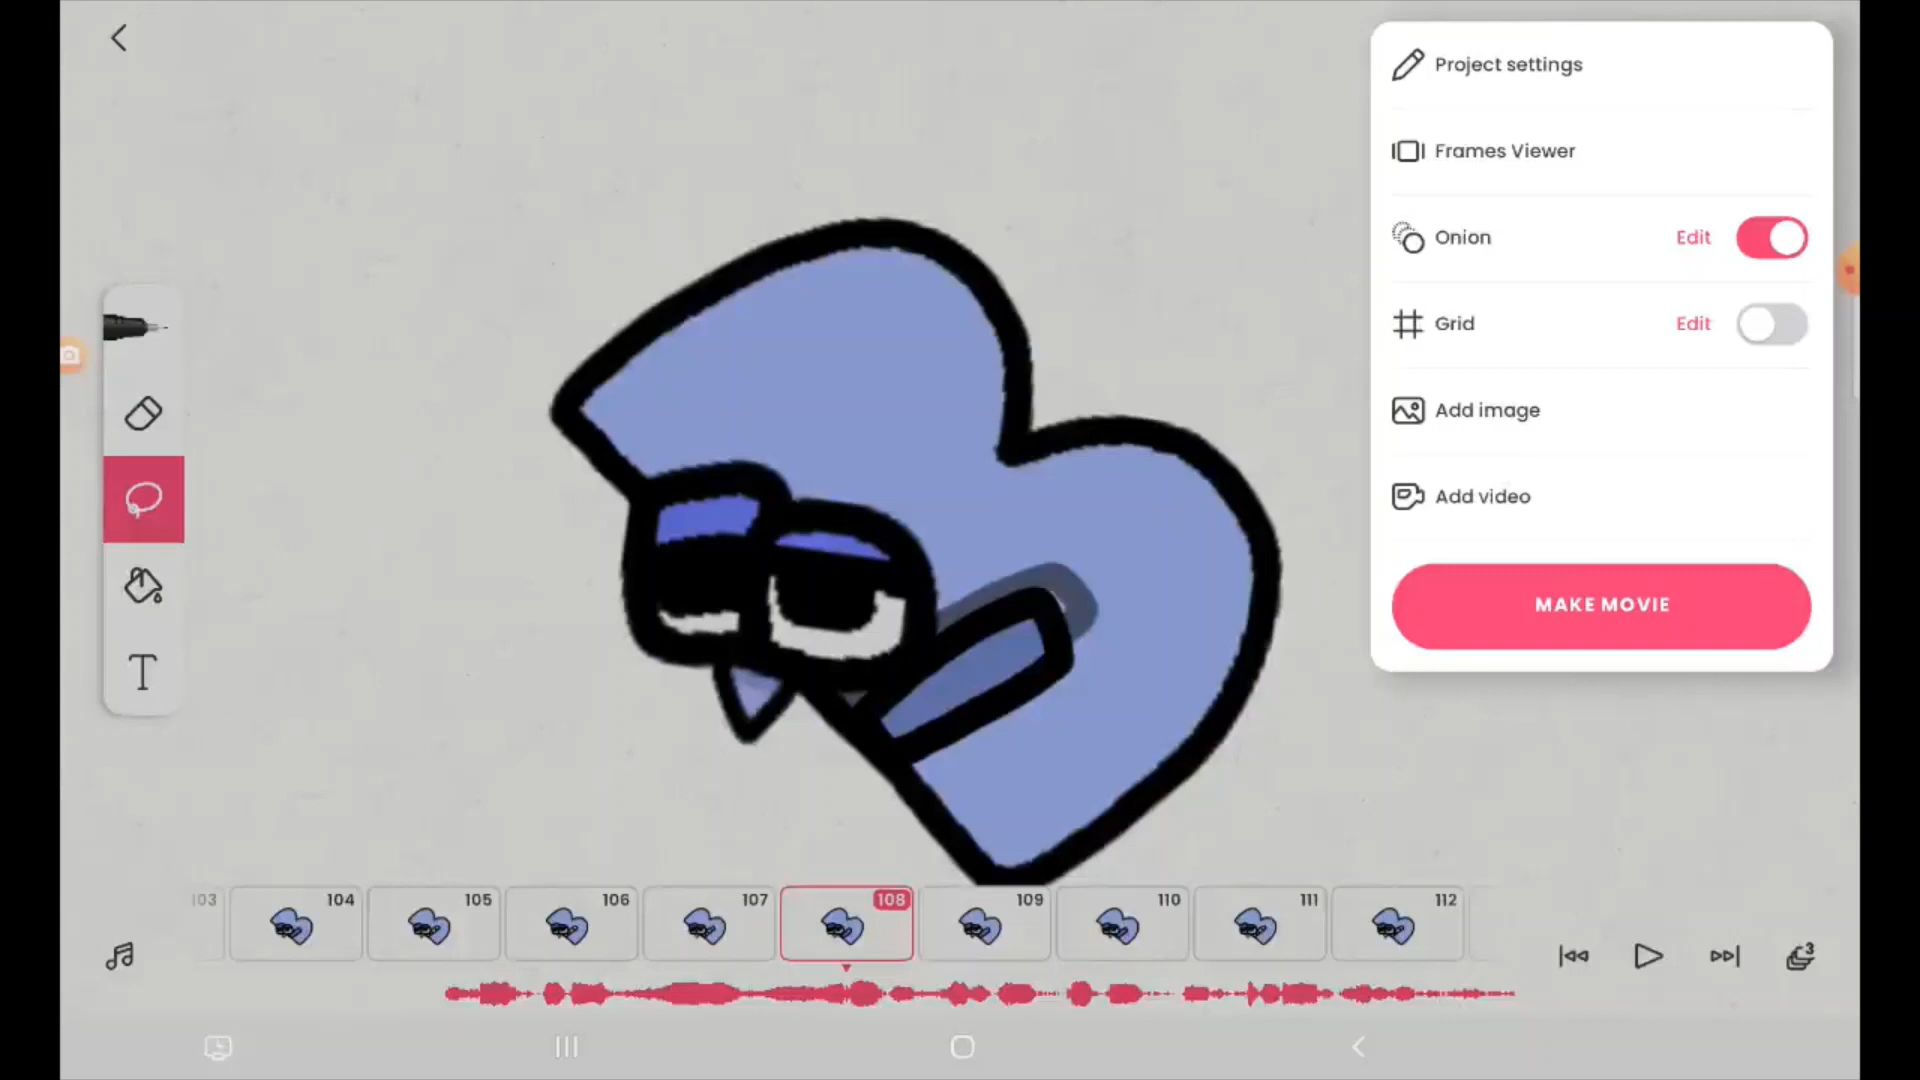 Project settings
Frames Viewer
Onion Edit
Grid Edit
Add image
Add video
MAKE MOVIE
T
103 104 105 106 107 108 109 110 111 112
3